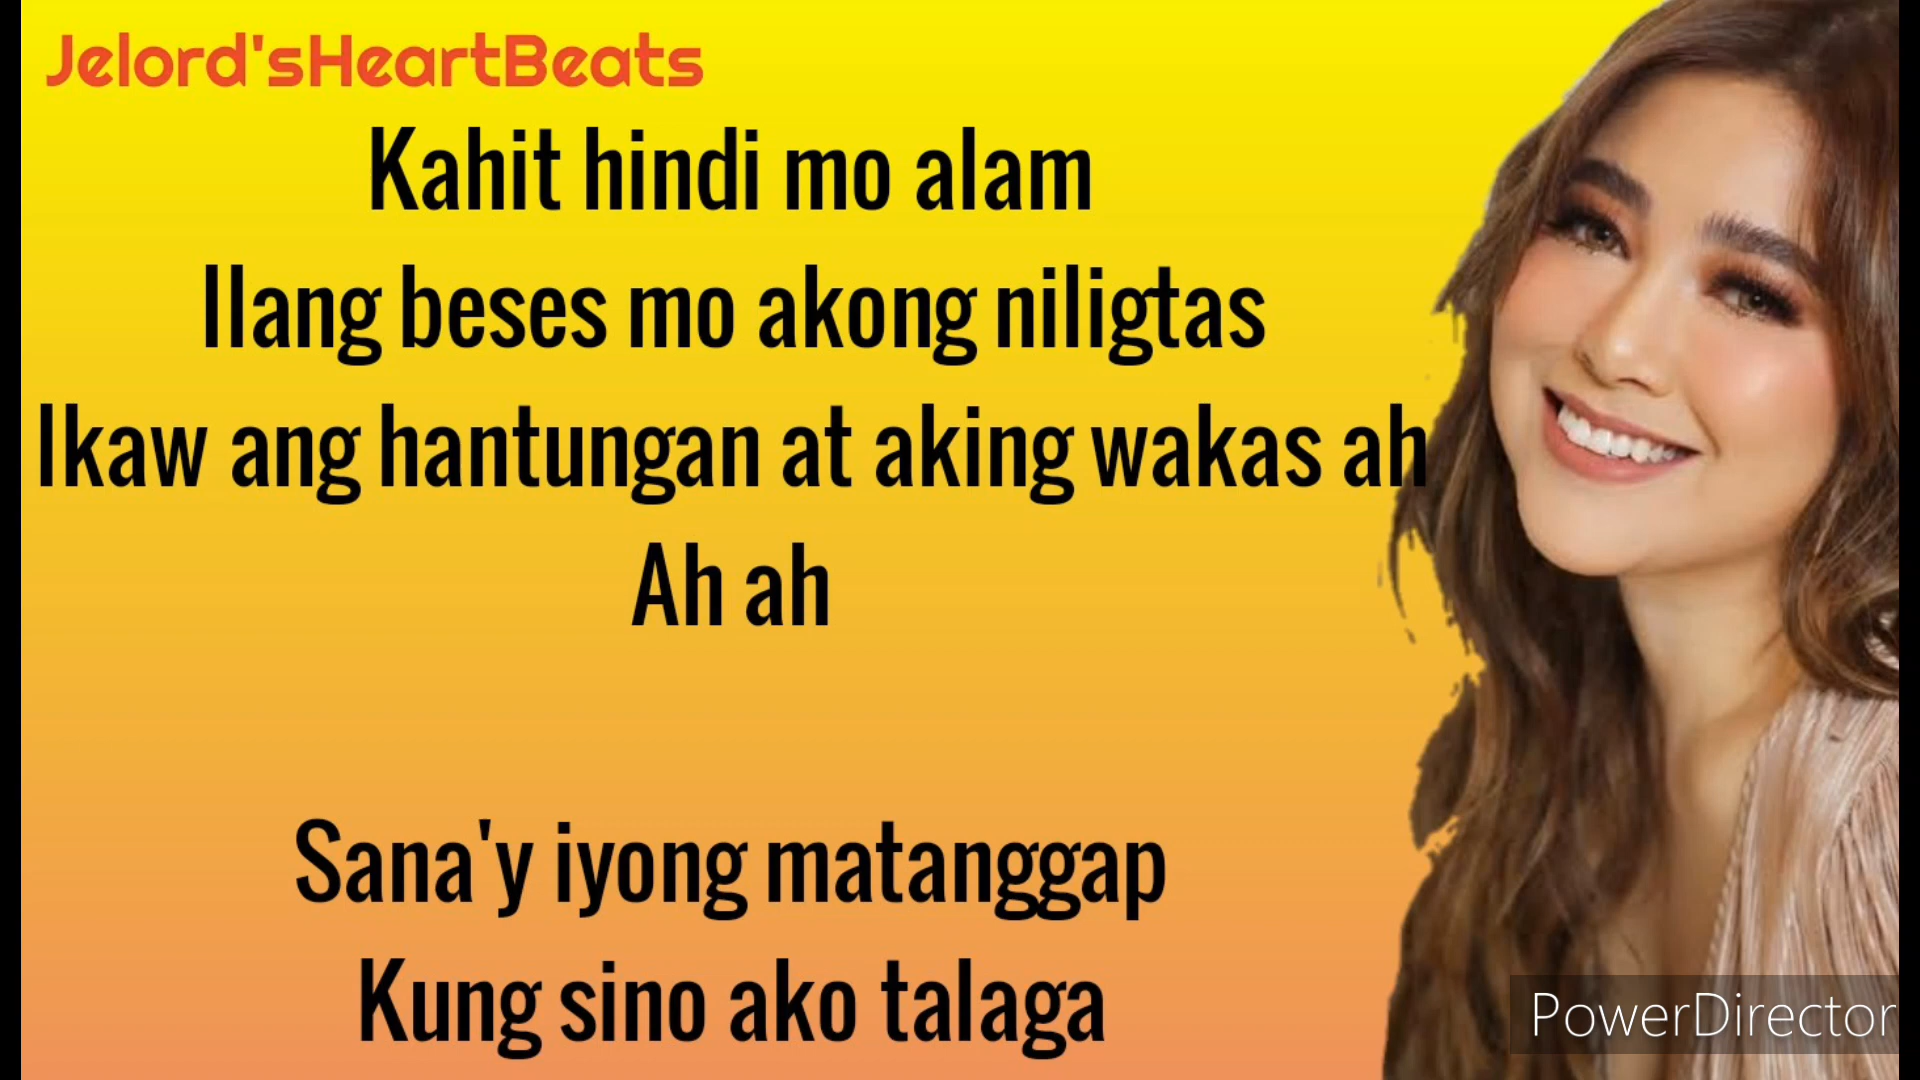 Jelord'sHeartBeats
Kahit hindi mo alam
Ilang beses mo akong niligtas
Ikaw ang hantungan at aking wakas ah
Ah ah
Sana'y iyong matanggap
Kung sino ako talaga
PowerDirector